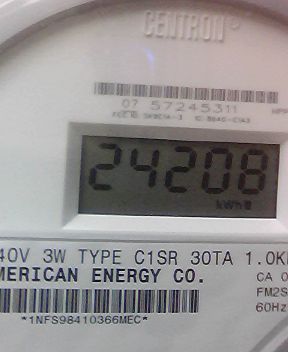 CENTRON®
07 57245311
24208
kWh
40V 3W TYPE C1SR 30TA 1.0K
MERICAN ENERGY CO.
CA 0
FM2S
60Hz
*1NFS98410366MEC*